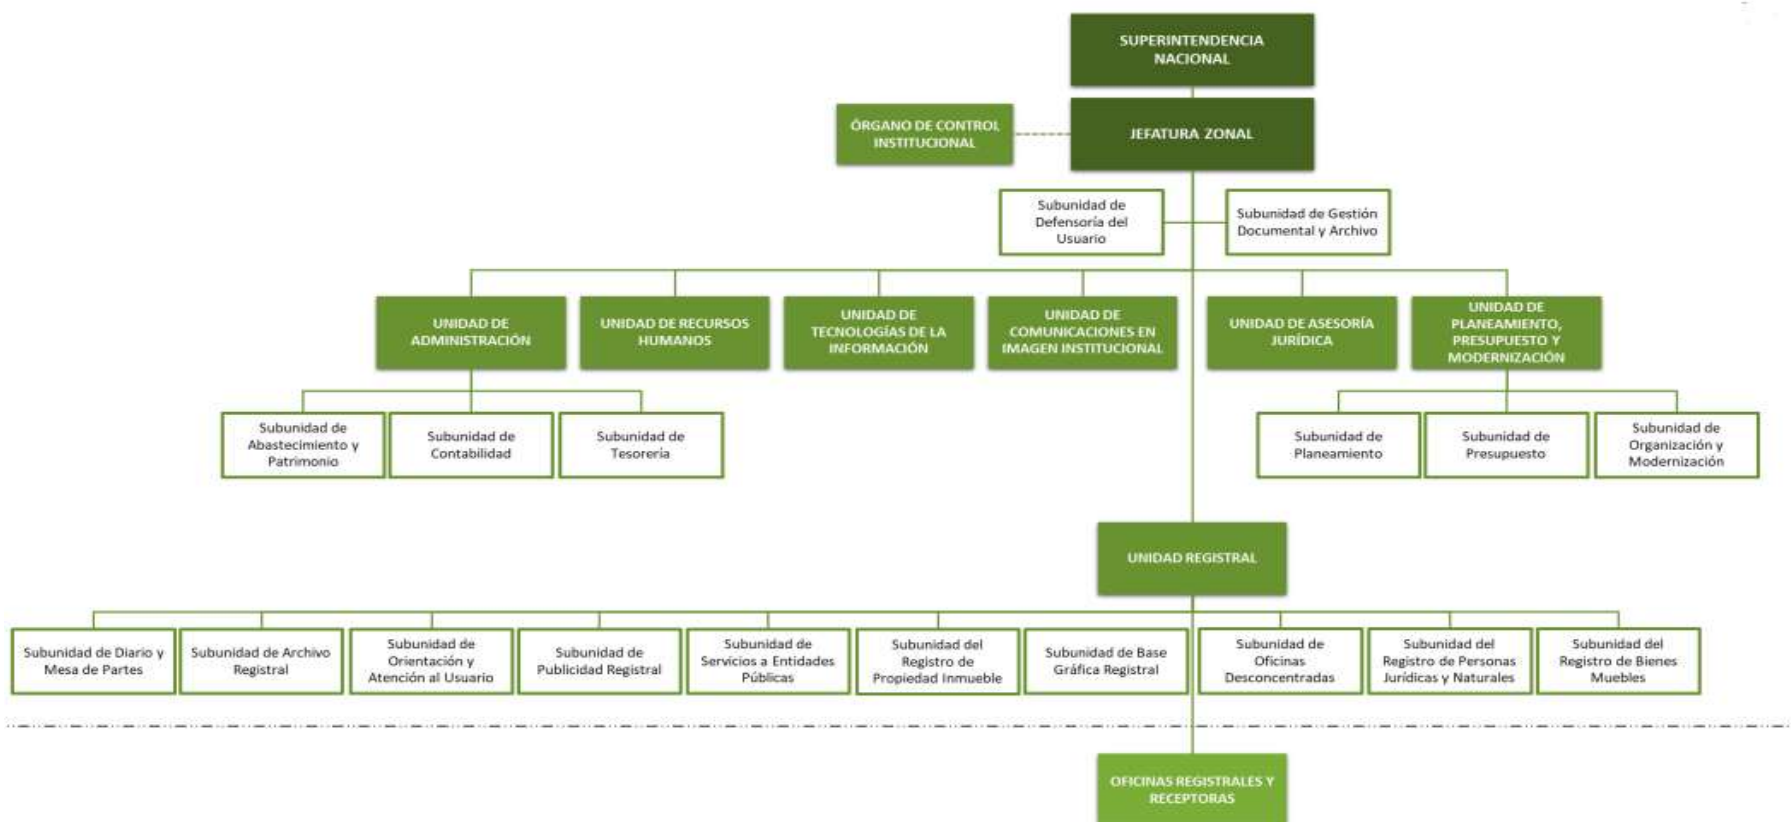 SUPERINTENDENCIA
NACIONAL
ÓRGANO DE CONTROL
INSTITUCIONAL
JEFATURA ZONAL
Subunidad de
Defensoría del
Usuario
Subunidad de Gestión
Documental y Archivo
UNIDAD DE
ADMINISTRACIÓN
UNIDAD DE RECURSOS
HUMANOS
UNIDAD DE
TECNOLOGÍAS DE LA
INFORMACIÓN
UNIDAD DE
COMUNICACIONES EN
IMAGEN INSTITUCIONAL
UNIDAD DE ASESORÍA
JURÍDICA
UNIDAD DE
PLANEAMIENTO,
PRESUPUESTO Y
MODERNIZACIÓN
Subunidad de
Abastecimiento y
Patrimonio
Subunidad de
Contabilidad
Subunidad de
Tesorería
Subunidad de
Planeamiento
Subunidad de
Presupuesto
Subunidad de
Organización y
Modernización
UNIDAD REGISTRAL
Subunidad de Diario y
Mesa de Partes
Subunidad de Archivo
Registral
Subunidad de
Orientación y
Atención al Usuario
Subunidad de
Publicidad Registral
Subunidad de
Servicios a Entidades
Públicas
Subunidad del
Registro de
Propiedad Inmueble
Subunidad de Base
Gráfica Registral
Subunidad de
Oficinas
Desconcentradas
Subunidad del
Registro de Personas
Jurídicas y Naturales
Subunidad del
Registro de Bienes
Muebles
OFICINAS REGISTRALES Y
RECEPTORAS